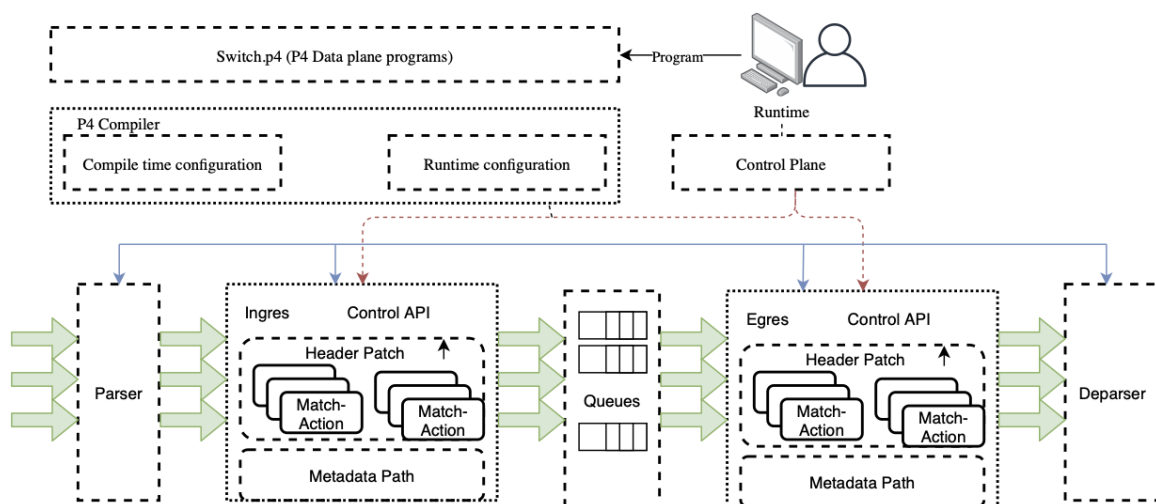 Switch.p4 (P4 Data plane programs)
Program
Runtime
P4 Compiler
Compile time configuration
Runtime configuration
Control Plane
Parser
Ingres
Control API
Header Patch
Match-
Action
Match-
Action
Metadata Path
Queues
Egres
Control API
Header Patch
Match-
Action
Match-
Action
Metadata Path
Deparser